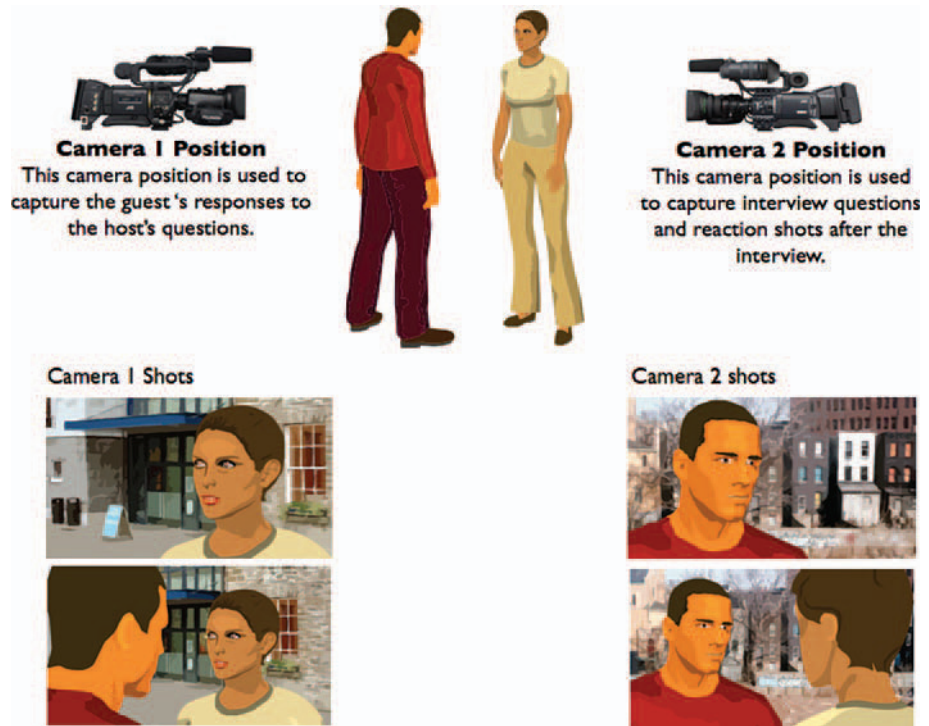 Camera 1 Position
This camera position is used to
capture the guest ‘s responses to
the host’s questions.
Camera 2 Position
This camera position is used
to capture interview questions
and reaction shots after the
interview.
Camera 1 Shots
Camera 2 shots